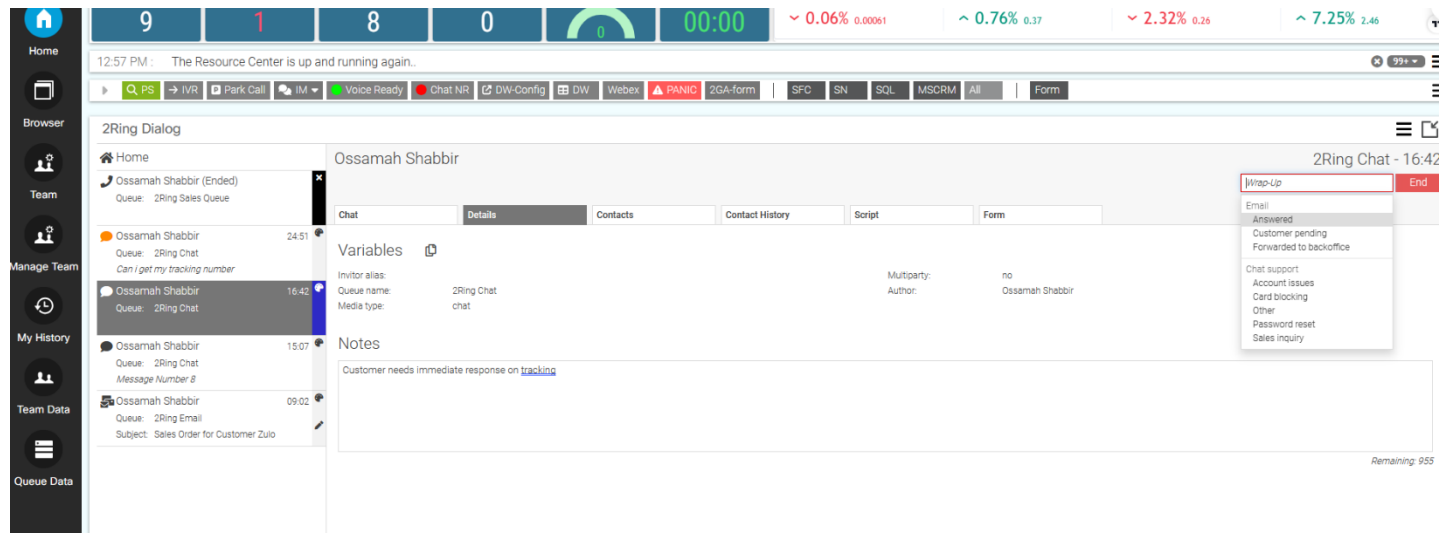 Home
Browser
Team
Manage Team
My History
Team Data
Queue Data
9 1 8 0 0 00:00 0.06% 0.00061 0.76% 0.37 2.32% 0.26 7.25% 2.46
12:57 PM : The Resource Center is up and running again.. 99+
PS IVR Park Call IM Voice Ready Chat NR DW-Config DW Webex PANIC 2GA-form SFC SN SQL MSCRM All Form
2Ring Dialog
Home
Ossamah Shabbir (Ended)
Queue: 2Ring Sales Queue
Ossamah Shabbir 24:51
Queue: 2Ring Chat
Can i get my tracking number
Ossamah Shabbir 16:42
Queue: 2Ring Chat
Ossamah Shabbir 15:07
Queue: 2Ring Chat
Message Number 8
Ossamah Shabbir 09:02
Queue: 2Ring Email
Subject: Sales Order for Customer Zulo
Ossamah Shabbir 2Ring Chat - 16:42
Wrap-Up End
Chat Details Contacts Contact History Script Form
Email
Answered
Customer pending
Forwarded to backoffice
Chat support
Account issues
Card blocking
Other
Password reset
Sales inquiry
Variables
Invitor alias: Multiparty: no
Queue name: 2Ring Chat Author: Ossamah Shabbir
Media type: chat
Notes
Customer needs immediate response on tracking
Remaining: 955